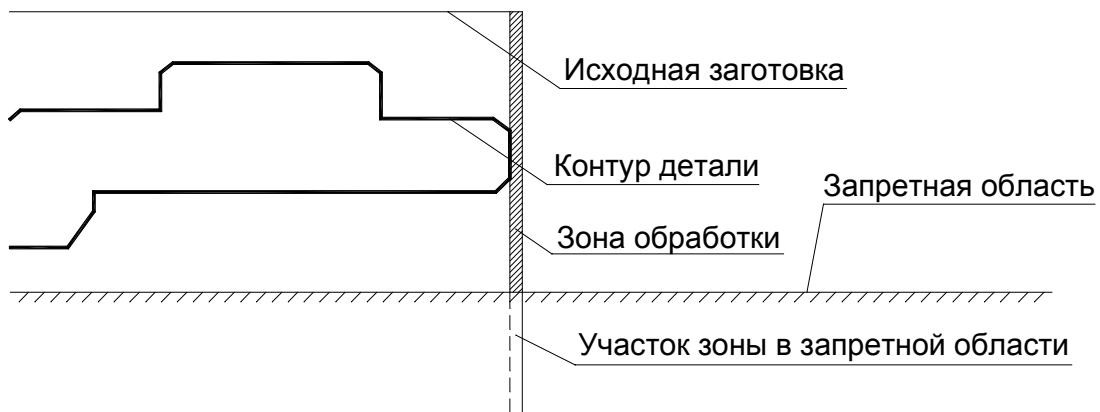 Исходная заготовка
Контур детали
Запретная область
Зона обработки
Участок зоны в запретной области